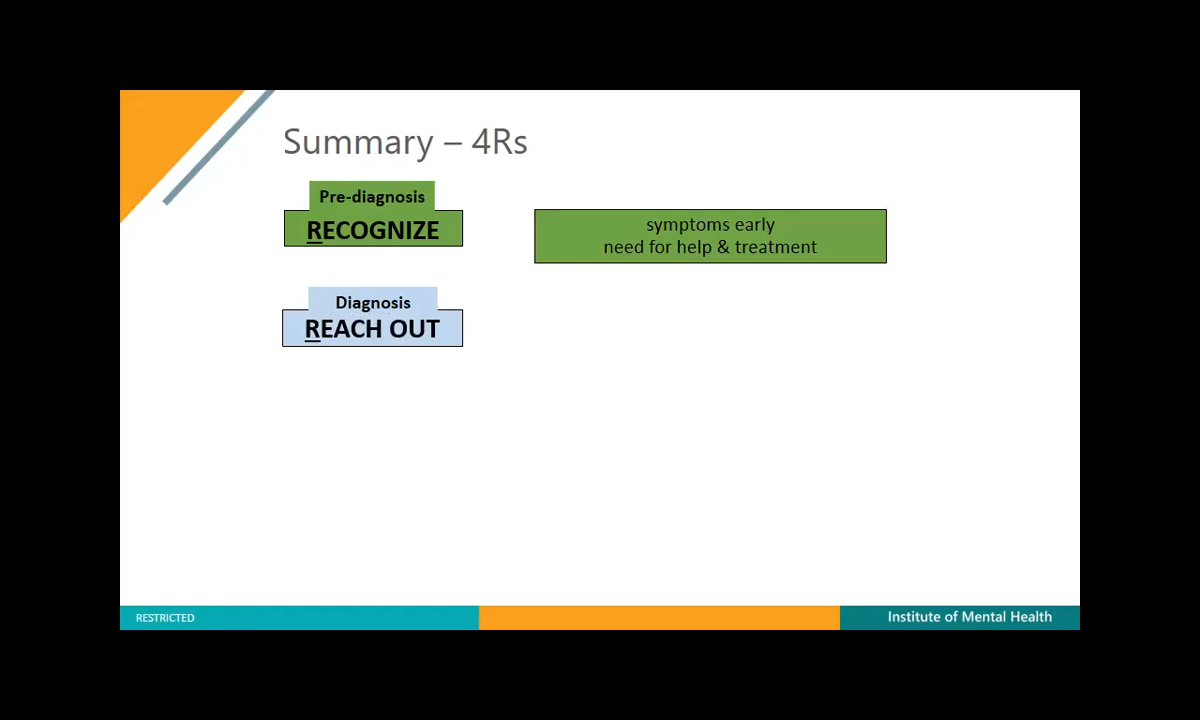 Summary – 4Rs
Pre-diagnosis
RECOGNIZE
symptoms early
need for help & treatment
Diagnosis
REACH OUT
RESTRICTED
Institute of Mental Health